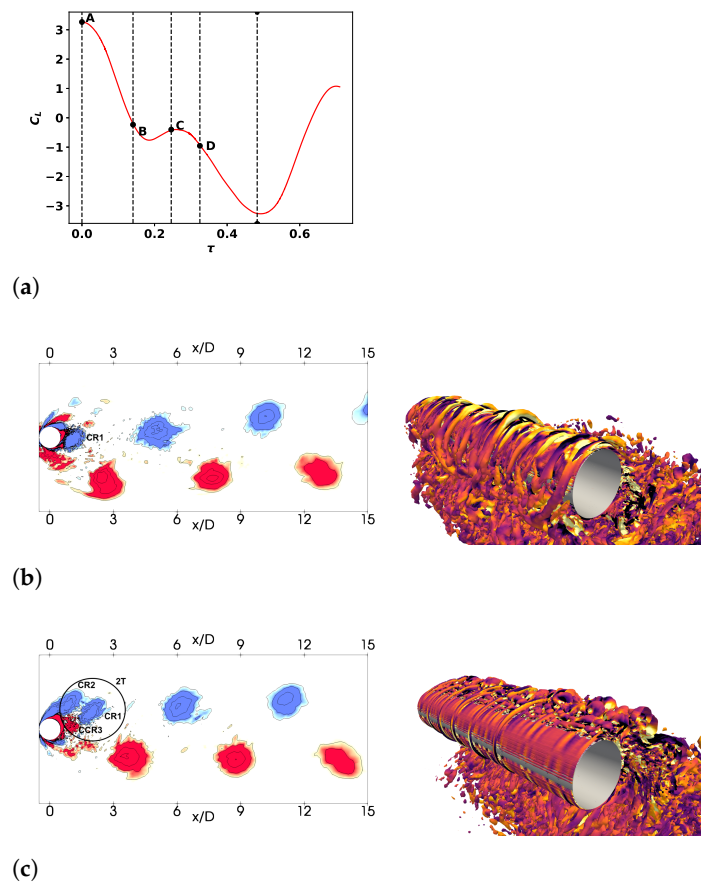 3
2
1
0
−1
−2
−3
C_L
A
B
C
D
0.0 0.2 0.4 0.6
τ
(a)
0 3 x/D 6 9 12 15
CR1
0 3 6 9 12 15
x/D
(b)
0 3 x/D 6 9 12 15
CR2
2T
CR1
CCR3
0 3 6 9 12 15
x/D
(c)